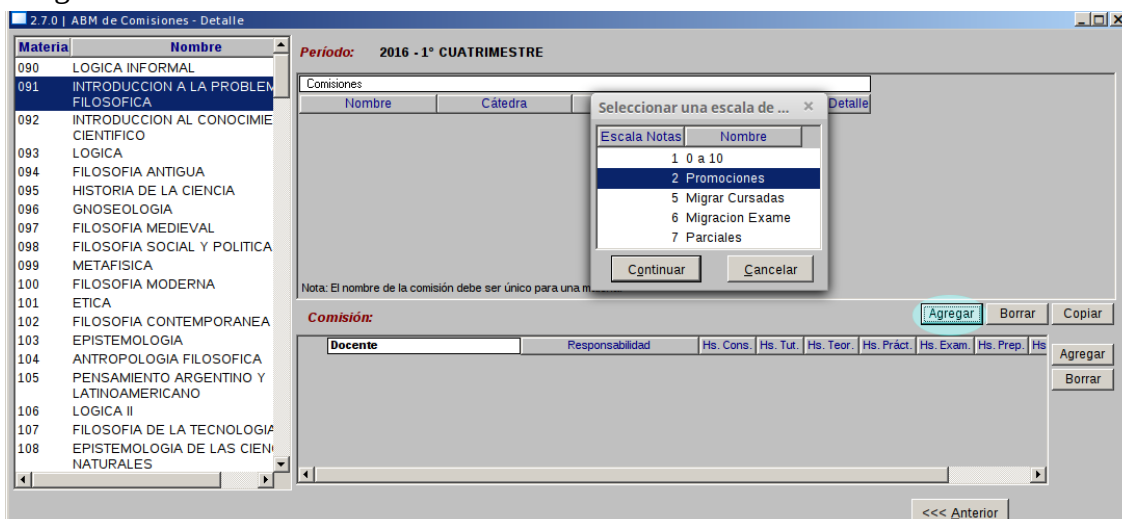 2.7.0 | ABM de Comisiones - Detalle
Materia Nombre
090 LOGICA INFORMAL
091 INTRODUCCION A LA PROBLEM
FILOSOFICA
092 INTRODUCCION AL CONOCIMIE
CIENTIFICO
093 LOGICA
094 FILOSOFIA ANTIGUA
095 HISTORIA DE LA CIENCIA
096 GNOSEOLOGIA
097 FILOSOFIA MEDIEVAL
098 FILOSOFIA SOCIAL Y POLITICA
099 METAFISICA
100 FILOSOFIA MODERNA
101 ETICA
102 FILOSOFIA CONTEMPORANEA
103 EPISTEMOLOGIA
104 ANTROPOLOGIA FILOSOFICA
105 PENSAMIENTO ARGENTINO Y
LATINOAMERICANO
106 LOGICA II
107 FILOSOFIA DE LA TECNOLOGIA
108 EPISTEMOLOGIA DE LAS CIEN
NATURALES
Período: 2016 - 1º CUATRIMESTRE
Comisiones
Nombre Cátedra Detalle
Seleccionar una escala de ... ×
Escala Notas Nombre
1 0 a 10
2 Promociones
5 Migrar Cursadas
6 Migracion Exame
7 Parciales
Continuar Cancelar
Nota: El nombre de la comisión debe ser único para una
Comisión:
Agregar Borrar Copiar
Docente Responsabilidad Hs. Cons. Hs. Tut. Hs. Teor. Hs. Práct. Hs. Exam. Hs. Prep. Hs
Agregar
Borrar
<<< Anterior